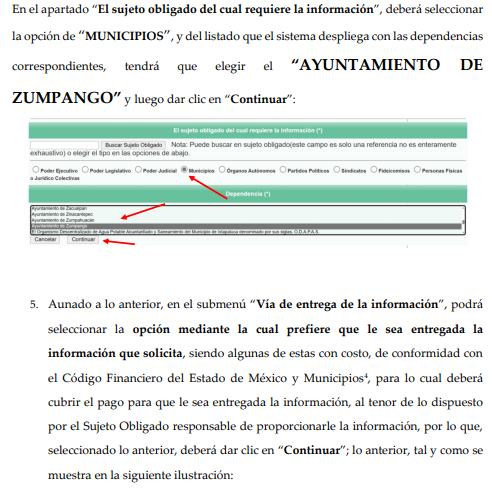 En el apartado “El sujeto obligado del cual requiere la información”, deberá seleccionar
la opción de “MUNICIPIOS”, y del listado que el sistema despliega con las dependencias
correspondientes, tendrá que elegir el “AYUNTAMIENTO DE
ZUMPANGO” y luego dar clic en “Continuar”:
El sujeto obligado del cual requiere la información (*)
Buscar Sujeto Obligado Nota: Puede buscar en sujeto obligado(este campo es solo una referencia no es enteramente
exhaustivo) o elegir el tipo en las opciones de abajo.
Poder Ejecutivo Poder Legislativo Poder Judicial Municipios Órganos Autónomos Partidos Políticos Sindicatos Fideicomisos Personas Físicas
o Jurídico Colectivas
Dependencia (*)
Ayuntamiento de Zacualpan
Ayuntamiento de Zinacantepec
Ayuntamiento de Zumpahuacán
Ayuntamiento de Zumpango
El Organismo Descentralizado de Agua Potable Alcantarillado y Saneamiento del Municipio de Ixtapaluca denominado por sus siglas, O.D.A.P.A.S.
Cancelar Continuar
5. Aunado a lo anterior, en el submenú “Vía de entrega de la información”, podrá
seleccionar la opción mediante la cual prefiere que le sea entregada la
información que solicita, siendo algunas de estas con costo, de conformidad con
el Código Financiero del Estado de México y Municipios⁴, para lo cual deberá
cubrir el pago para que le sea entregada la información, al tenor de lo dispuesto
por el Sujeto Obligado responsable de proporcionarle la información, por lo que,
seleccionado lo anterior, deberá dar clic en “Continuar”; lo anterior, tal y como se
muestra en la siguiente ilustración: